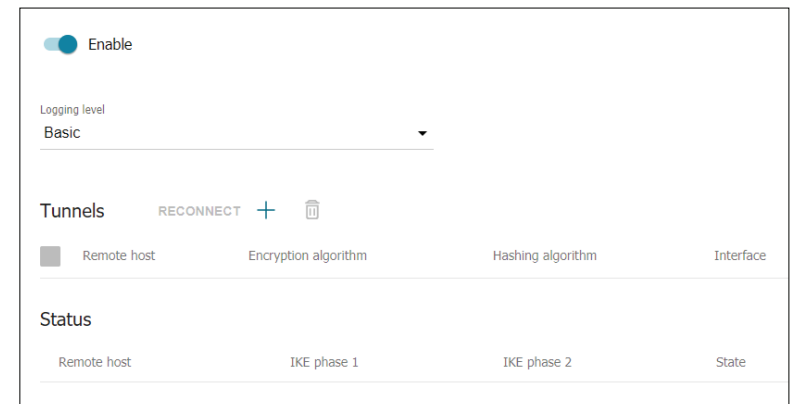 Enable
Logging level
Basic
Tunnels RECONNECT
Remote host Encryption algorithm Hashing algorithm Interface
Status
Remote host IKE phase 1 IKE phase 2 State